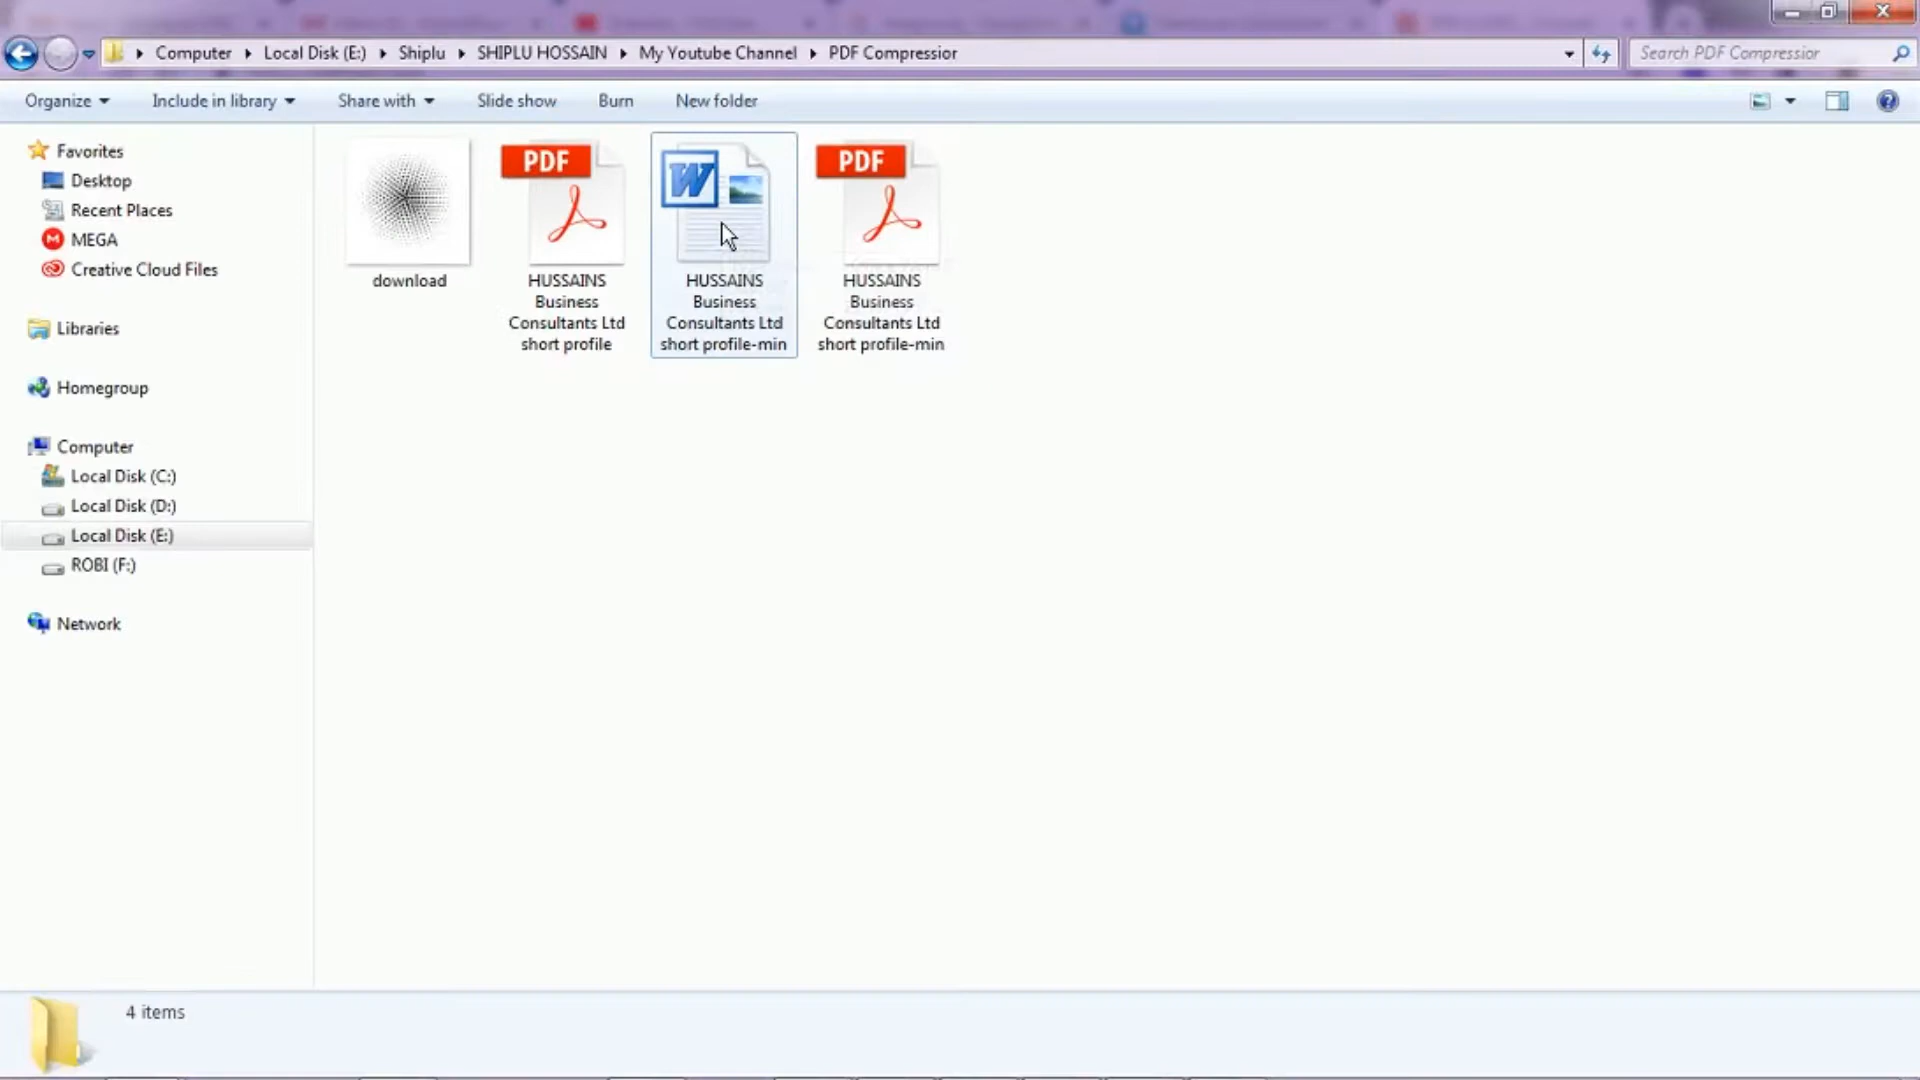 Computer Local Disk (E:) Shiplu SHIPLU HOSSAIN My Youtube Channel PDF Compressior
Search PDF Compressior
Organize Include in library Share with Slide show Burn New folder
Favorites
Desktop
Recent Places
MEGA
Creative Cloud Files
Libraries
Homegroup
Computer
Local Disk (C:)
Local Disk (D:)
Local Disk (E:)
ROBI (F:)
Network
download
PDF
HUSSAINS
Business
Consultants Ltd
short profile
W
HUSSAINS
Business
Consultants Ltd
short profile-min
PDF
HUSSAINS
Business
Consultants Ltd
short profile-min
4 items